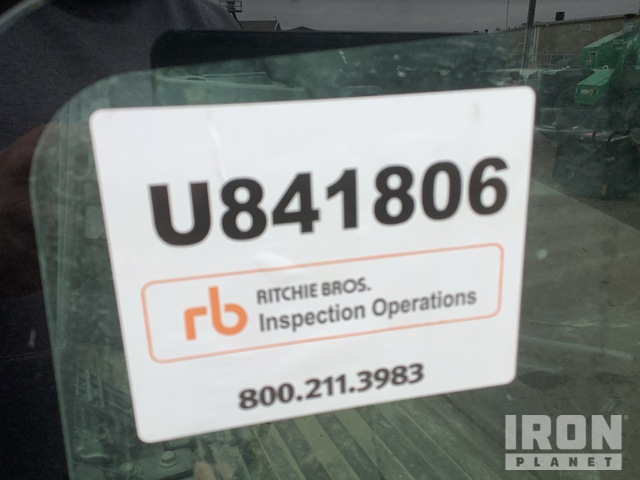 U841806
rb
RITCHIE BROS.
Inspection Operations
800.211.3983
IRON
PLANET